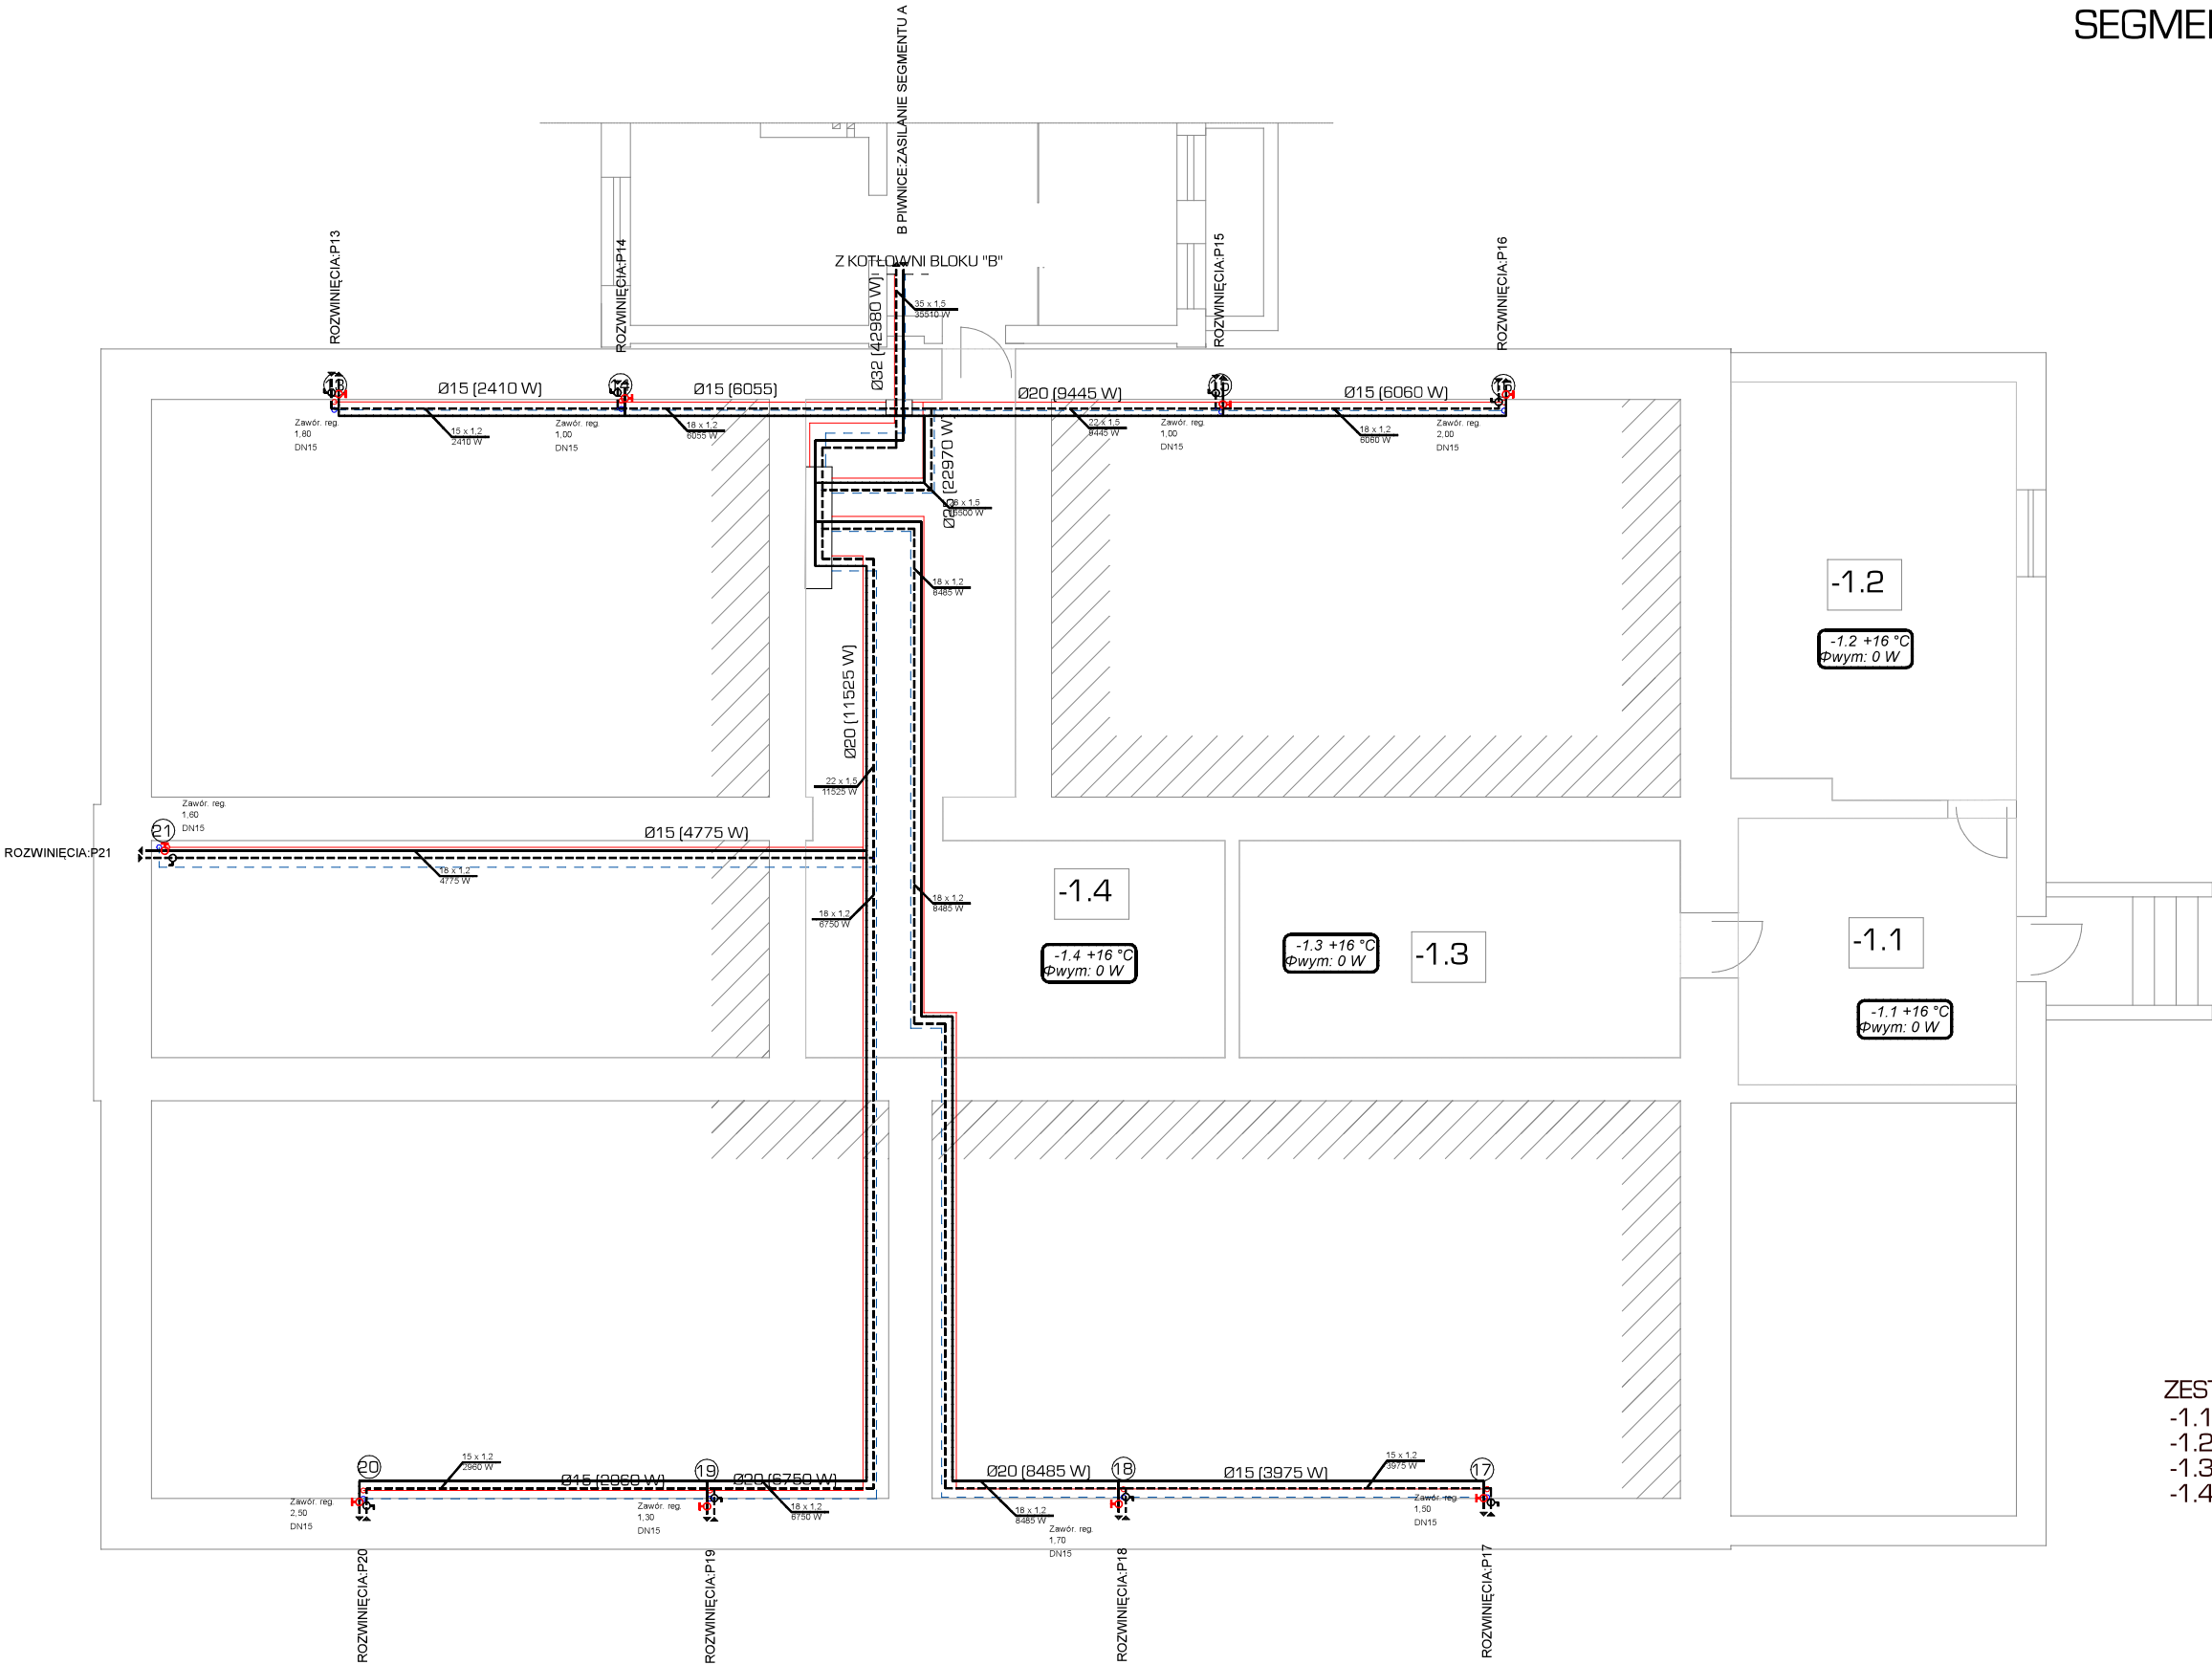 SEGME
B PIWNICE:ZASILANIE SEGMENTU A
Z KOTŁOWNI BLOKU "B"
ROZWINIĘCIA:P13
ROZWINIĘCIA:P14
ROZWINIĘCIA:P15
ROZWINIĘCIA:P16
Ø32 (42980 W)
35 x 1,5
35510 W
13
Ø15 (2410 W)
14
Ø15 (6055)
Ø20 (9445 W)
15
Ø15 (6060 W)
16
Zawór. reg.
1,80
DN15
15 x 1,2
2410 W
Zawór. reg.
1,00
DN15
18 x 1,2
6055 W
22 x 1,5
9445 W
Zawór. reg.
1,00
DN15
18 x 1,2
6060 W
Zawór. reg.
2,00
DN15
(22970 W)
x 1,5
18 x 1,2
8485 W
-1.2
-1.2 +16 °C
Φwym: 0 W
Ø20 (11525 W)
22 x 1,5
11525 W
Zawór. reg.
1,60
DN15
21
ROZWINIĘCIA:P21
Ø15 (4775 W)
18 x 1,2
4775 W
18 x 1,2
6750 W
18 x 1,2
8485 W
-1.4
-1.4 +16 °C
Φwym: 0 W
-1.3 +16 °C
Φwym: 0 W
-1.3
-1.1
-1.1 +16 °C
Φwym: 0 W
ZEST
-1.1
-1.2
-1.3
-1.4
20
15 x 1,2
2960 W
Ø15 (2960 W)
19
Ø20 (6750 W)
Ø20 (8485 W)
18
Ø15 (3975 W)
15 x 1,2
3975 W
17
Zawór. reg.
2,50
DN15
Zawór. reg.
1,30
DN15
18 x 1,2
6750 W
18 x 1,2
8485 W
Zawór. reg.
1,70
DN15
Zawór. reg.
1,50
DN15
ROZWINIĘCIA:P20
ROZWINIĘCIA:P19
ROZWINIĘCIA:P18
ROZWINIĘCIA:P17